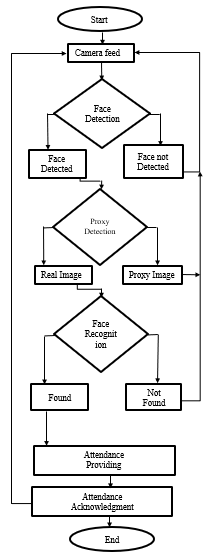 Start
Camera feed
Face
Detection
Face
Detected
Face not
Detected
Proxy
Detection
Real Image
Proxy Image
Face
Recognit
ion
Found
Not
Found
Attendance
Providing
Attendance
Acknowledgment
End